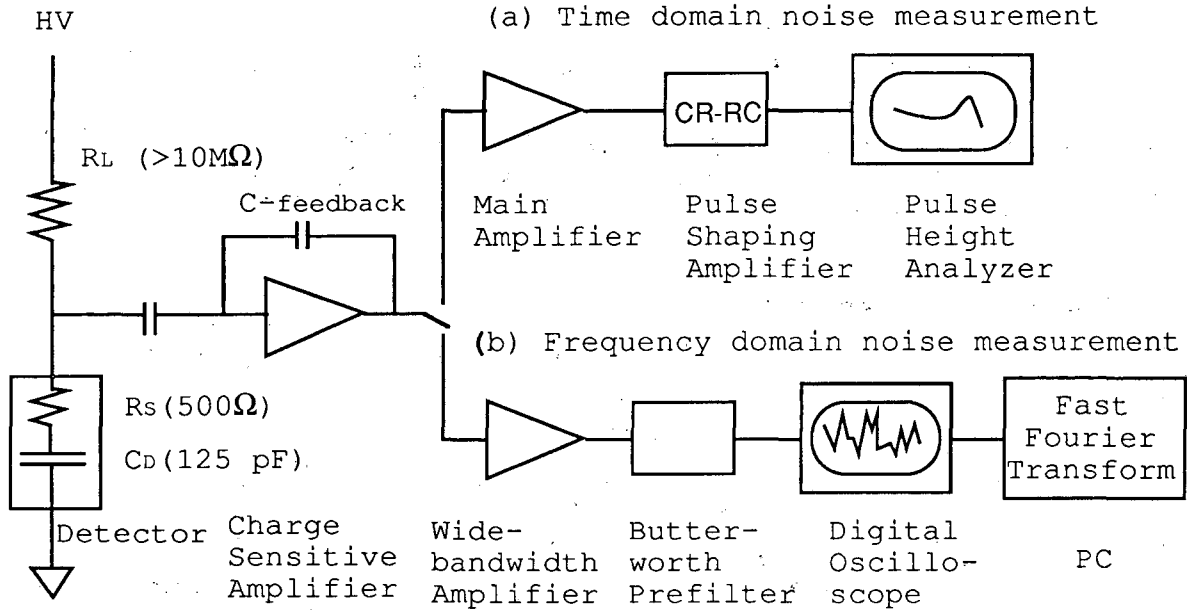 HV
(a) Time domain noise measurement
RL (>10MΩ)
C-feedback
CR-RC
Main
Amplifier
Pulse
Shaping
Amplifier
Pulse
Height
Analyzer
(b) Frequency domain noise measurement
RS(500Ω)
CD(125 pF)
Fast
Fourier
Transform
Detector
Charge
Sensitive
Amplifier
Wide-
bandwidth
Amplifier
Butter-
worth
Prefilter
Digital
Oscillo-
scope
PC